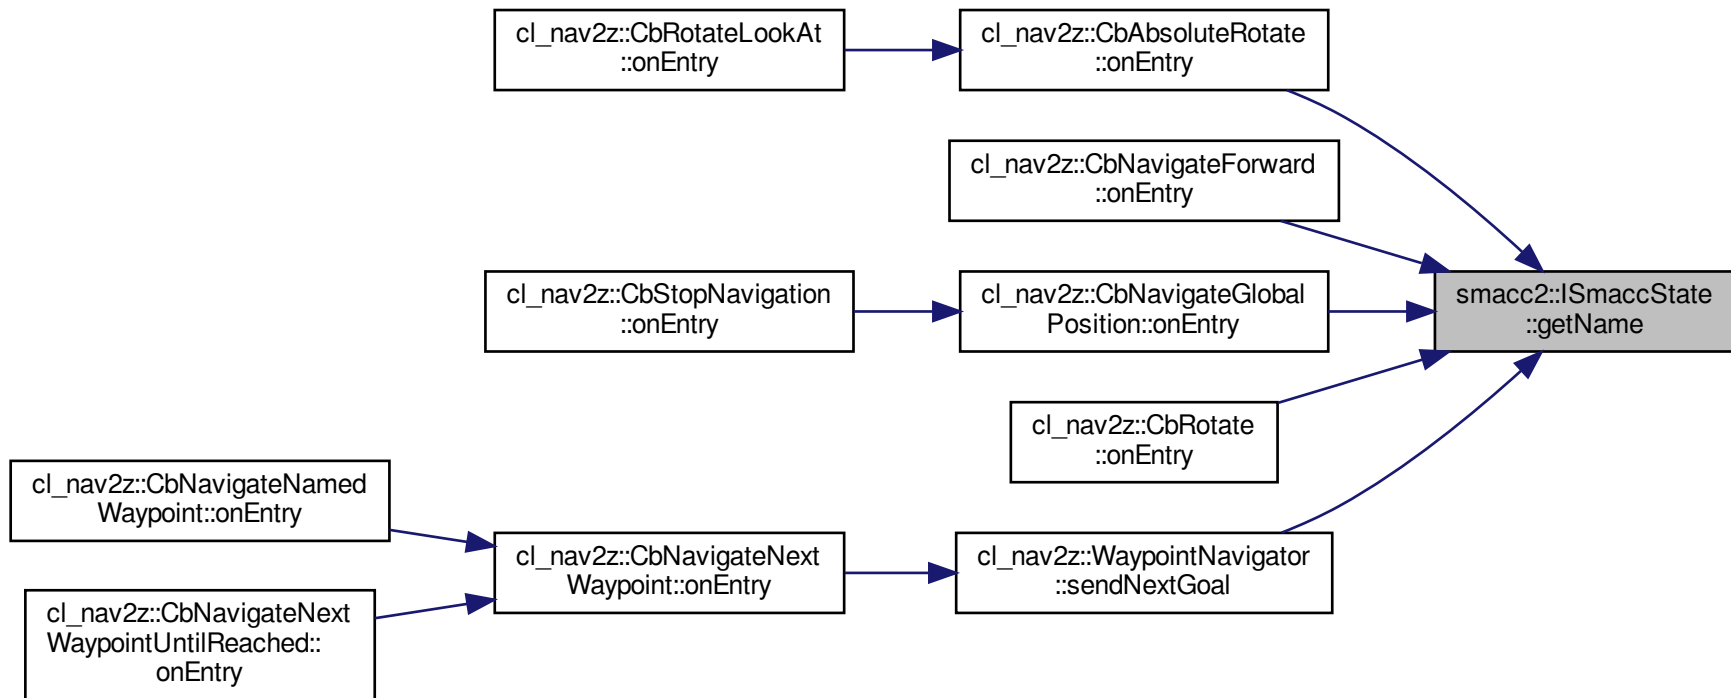 cl_nav2z::CbRotateLookAt
::onEntry
cl_nav2z::CbAbsoluteRotate
::onEntry
cl_nav2z::CbNavigateForward
::onEntry
cl_nav2z::CbStopNavigation
::onEntry
cl_nav2z::CbNavigateGlobal
Position::onEntry
smacc2::ISmaccState
::getName
cl_nav2z::CbRotate
::onEntry
cl_nav2z::CbNavigateNamed
Waypoint::onEntry
cl_nav2z::CbNavigateNext
Waypoint::onEntry
cl_nav2z::WaypointNavigator
::sendNextGoal
cl_nav2z::CbNavigateNext
WaypointUntilReached::
onEntry